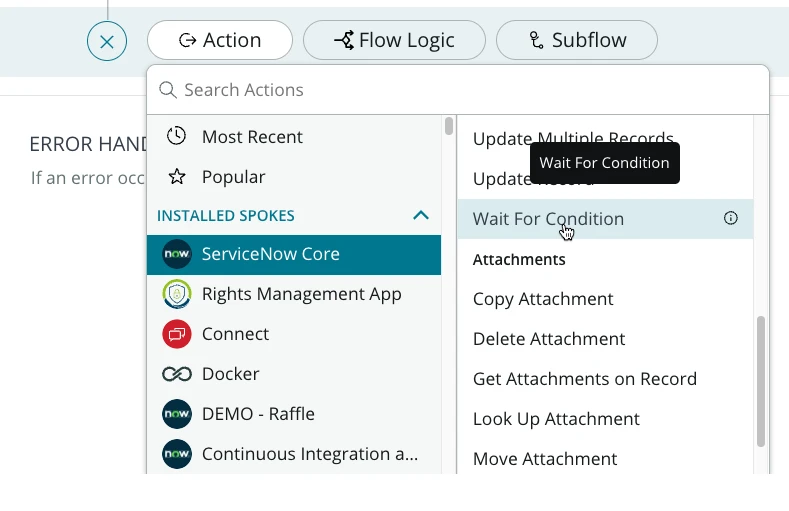 Action
Flow Logic
Subflow
Search Actions
ERROR HAND
If an error occ
Most Recent
Popular
INSTALLED SPOKES
now
ServiceNow Core
Rights Management App
Connect
Docker
now
DEMO - Raffle
now
Continuous Integration a...
Update Multiple Records
Wait For Condition
Update Record
Wait For Condition
Attachments
Copy Attachment
Delete Attachment
Get Attachments on Record
Look Up Attachment
Move Attachment